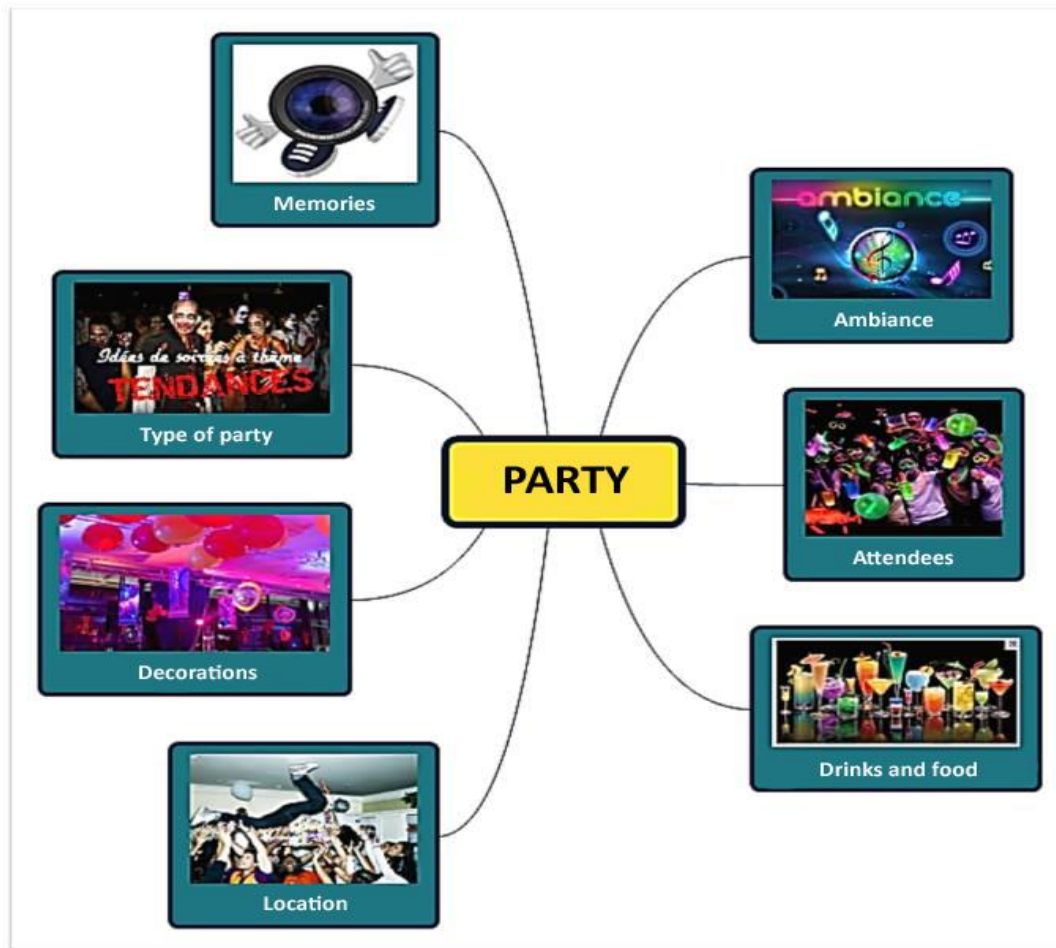 Memories
ambiance
Ambiance
Idées de soirées à thème
TENDANCES
Type of party
PARTY
Attendees
Decorations
Drinks and food
Location